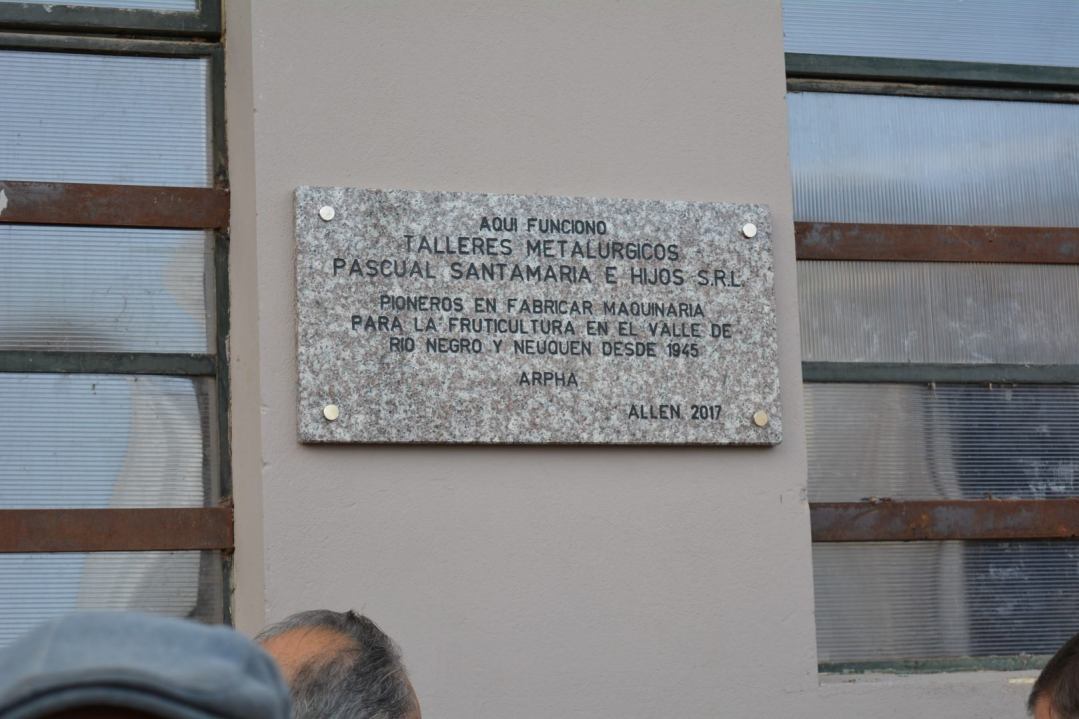 AQUI FUNCIONO
TALLERES METALURGICOS
PASCUAL SANTAMARIA E HIJOS S.R.L.
PIONEROS EN FABRICAR MAQUINARIA
PARA LA FRUTICULTURA EN EL VALLE DE
RIO NEGRO Y NEUQUEN DESDE 1945
ARPHA
ALLEN 2017